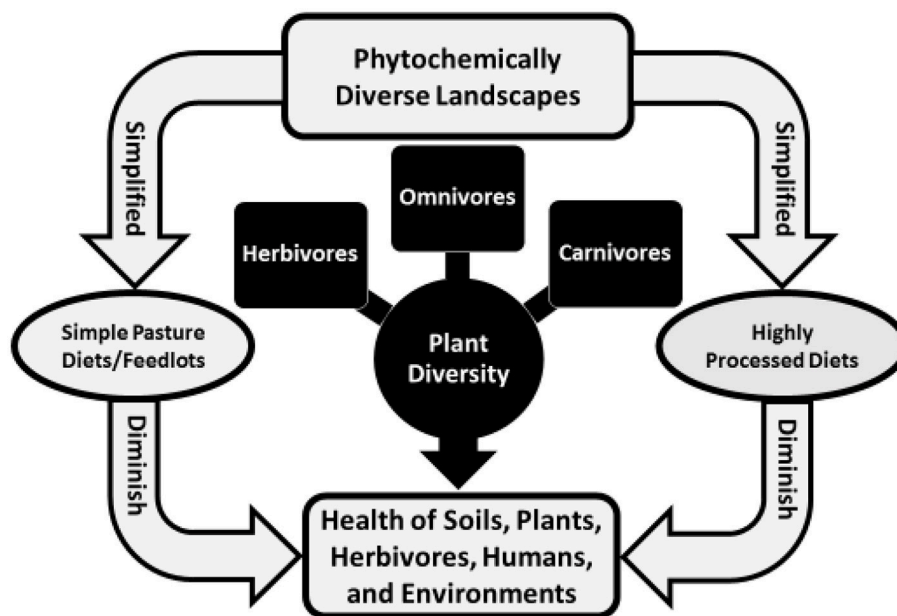 Phytochemically
Diverse Landscapes
Simplified
Simplified
Omnivores
Herbivores
Carnivores
Plant
Diversity
Simple Pasture
Diets/Feedlots
Highly
Processed Diets
Diminish
Diminish
Health of Soils, Plants,
Herbivores, Humans,
and Environments